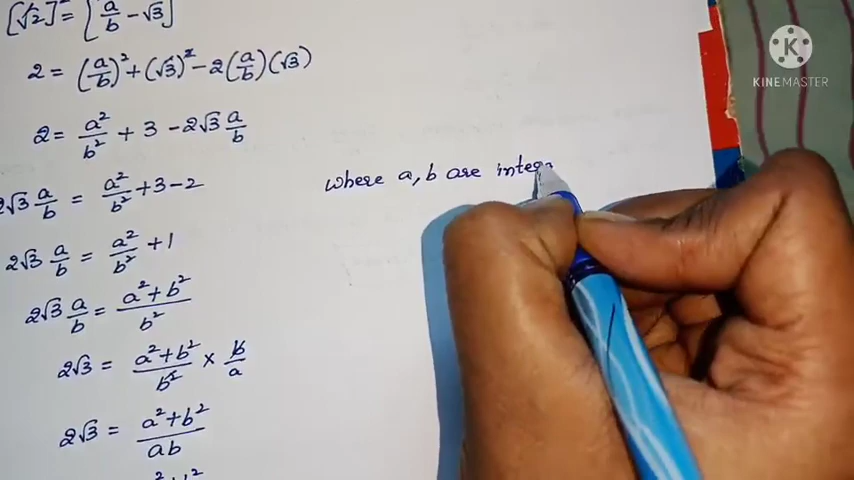 [√2]² = [a/b - √3]
2 = (a/b)² + (√3)² - 2(a/b)(√3)
2 = a²/b² + 3 - 2√3 a/b
2√3 a/b = a²/b² + 3 - 2
2√3 a/b = a²/b² + 1
2√3 a/b = a² + b²/b²
2√3 = a² + b²/b² × b/a
2√3 = a² + b²/ab
where a, b are integ
K
KINEMASTER